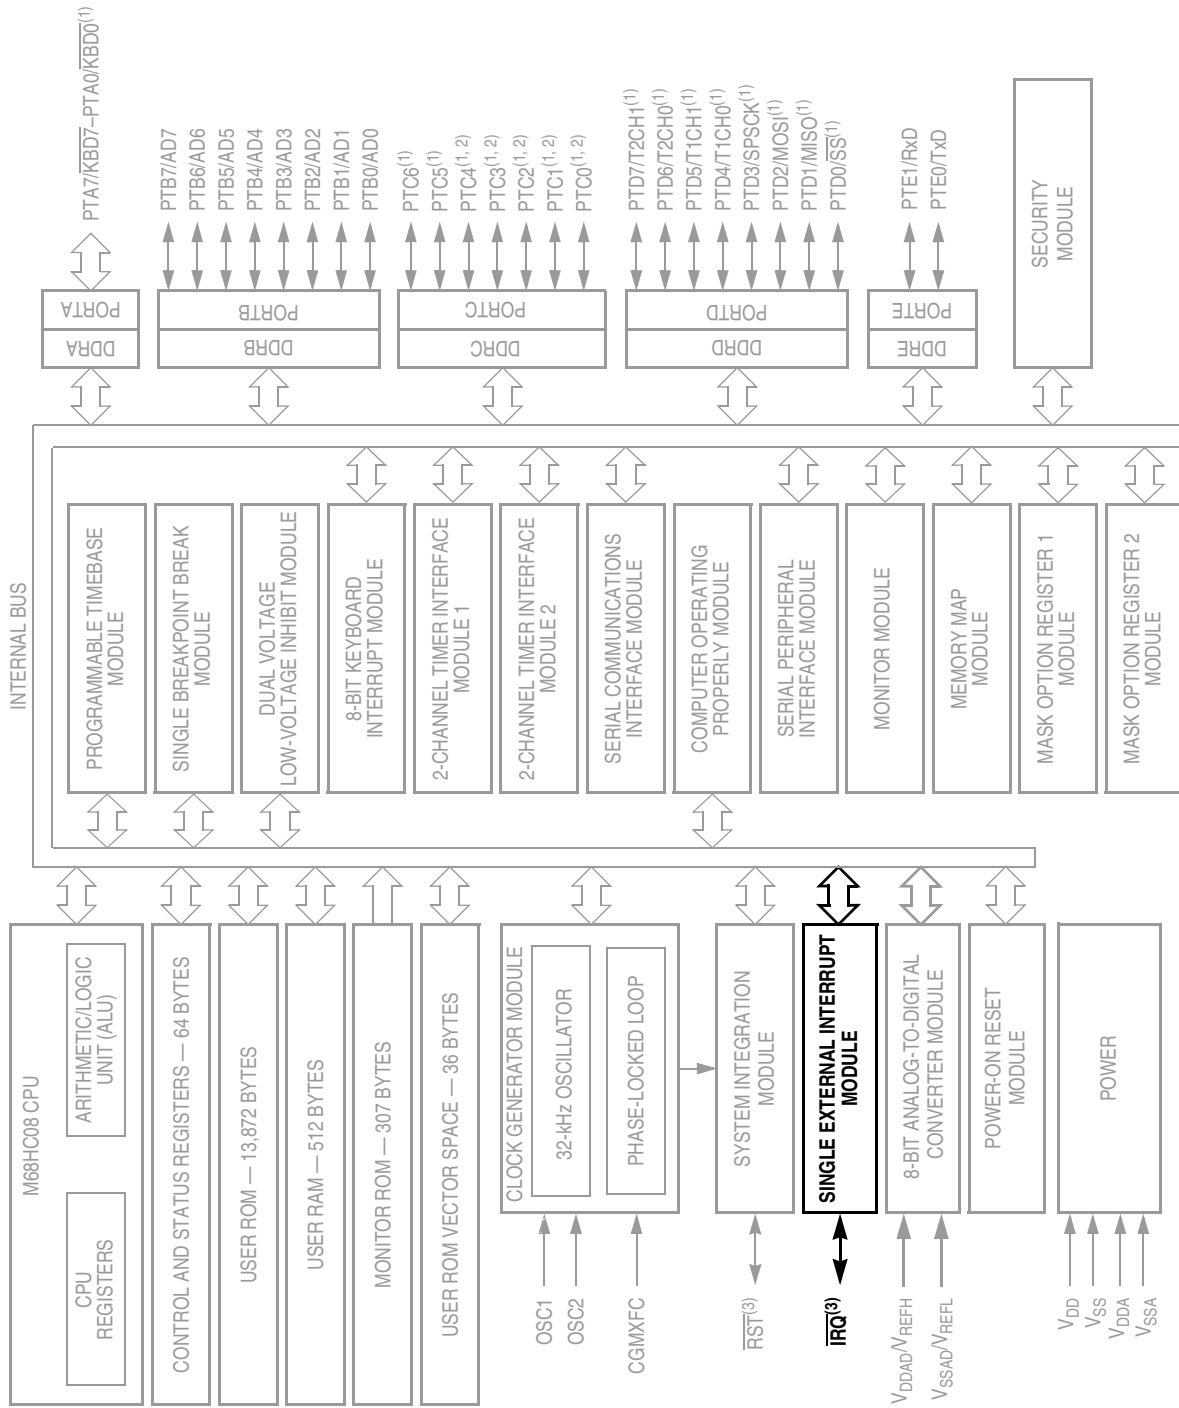 INTERNAL BUS
M68HC08 CPU
CPU
REGISTERS
ARITHMETIC/LOGIC
UNIT (ALU)
CONTROL AND STATUS REGISTERS — 64 BYTES
USER ROM — 13,872 BYTES
USER RAM — 512 BYTES
MONITOR ROM — 307 BYTES
USER ROM VECTOR SPACE — 36 BYTES
CLOCK GENERATOR MODULE
32-kHz OSCILLATOR
PHASE-LOCKED LOOP
OSC1
OSC2
CGMXFC
SYSTEM INTEGRATION
MODULE
RST(3)
SINGLE EXTERNAL INTERRUPT
MODULE
IRQ(3)
8-BIT ANALOG-TO-DIGITAL
CONVERTER MODULE
VDDAD/VREFH
VSSAD/VREFL
POWER-ON RESET
MODULE
POWER
VDD
VSS
VDDA
VSSA
PROGRAMMABLE TIMEBASE
MODULE
SINGLE BREAKPOINT BREAK
MODULE
DUAL VOLTAGE
LOW-VOLTAGE INHIBIT MODULE
8-BIT KEYBOARD
INTERRUPT MODULE
2-CHANNEL TIMER INTERFACE
MODULE 1
2-CHANNEL TIMER INTERFACE
MODULE 2
SERIAL COMMUNICATIONS
INTERFACE MODULE
COMPUTER OPERATING
PROPERLY MODULE
SERIAL PERIPHERAL
INTERFACE MODULE
MONITOR MODULE
MEMORY MAP
MODULE
MASK OPTION REGISTER 1
MODULE
MASK OPTION REGISTER 2
MODULE
DDRA
PORTA
PTA7/KBD7–PTA0/KBD0(1)
DDRB
PORTB
PTB7/AD7
PTB6/AD6
PTB5/AD5
PTB4/AD4
PTB3/AD3
PTB2/AD2
PTB1/AD1
PTB0/AD0
DDRC
PORTC
PTC6(1)
PTC5(1)
PTC4(1, 2)
PTC3(1, 2)
PTC2(1, 2)
PTC1(1, 2)
PTC0(1, 2)
DDRD
PORTD
PTD7/T2CH1(1)
PTD6/T2CH0(1)
PTD5/T1CH1(1)
PTD4/T1CH0(1)
PTD3/SPSCK(1)
PTD2/MOSI(1)
PTD1/MISO(1)
PTD0/SS(1)
DDRE
PORTE
PTE1/RxD
PTE0/TxD
SECURITY
MODULE